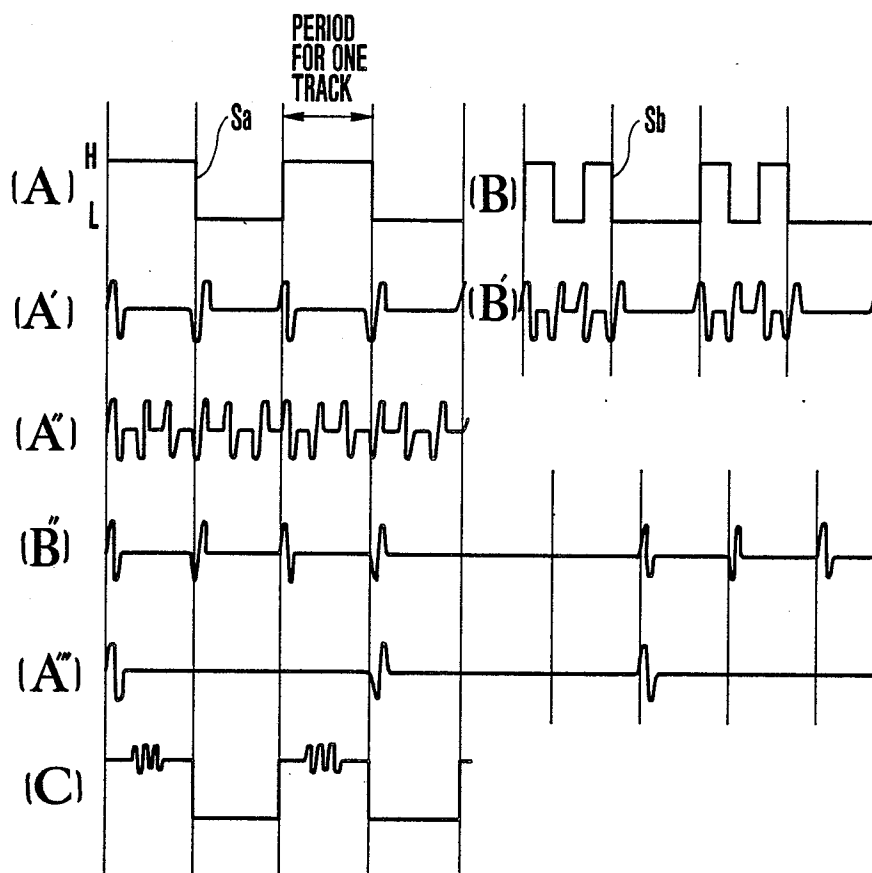 PERIOD
FOR ONE
TRACK
Sa
Sb
H
(A)
L
(B)
(A')
(B')
(A")
(B")
(A"')
(C)